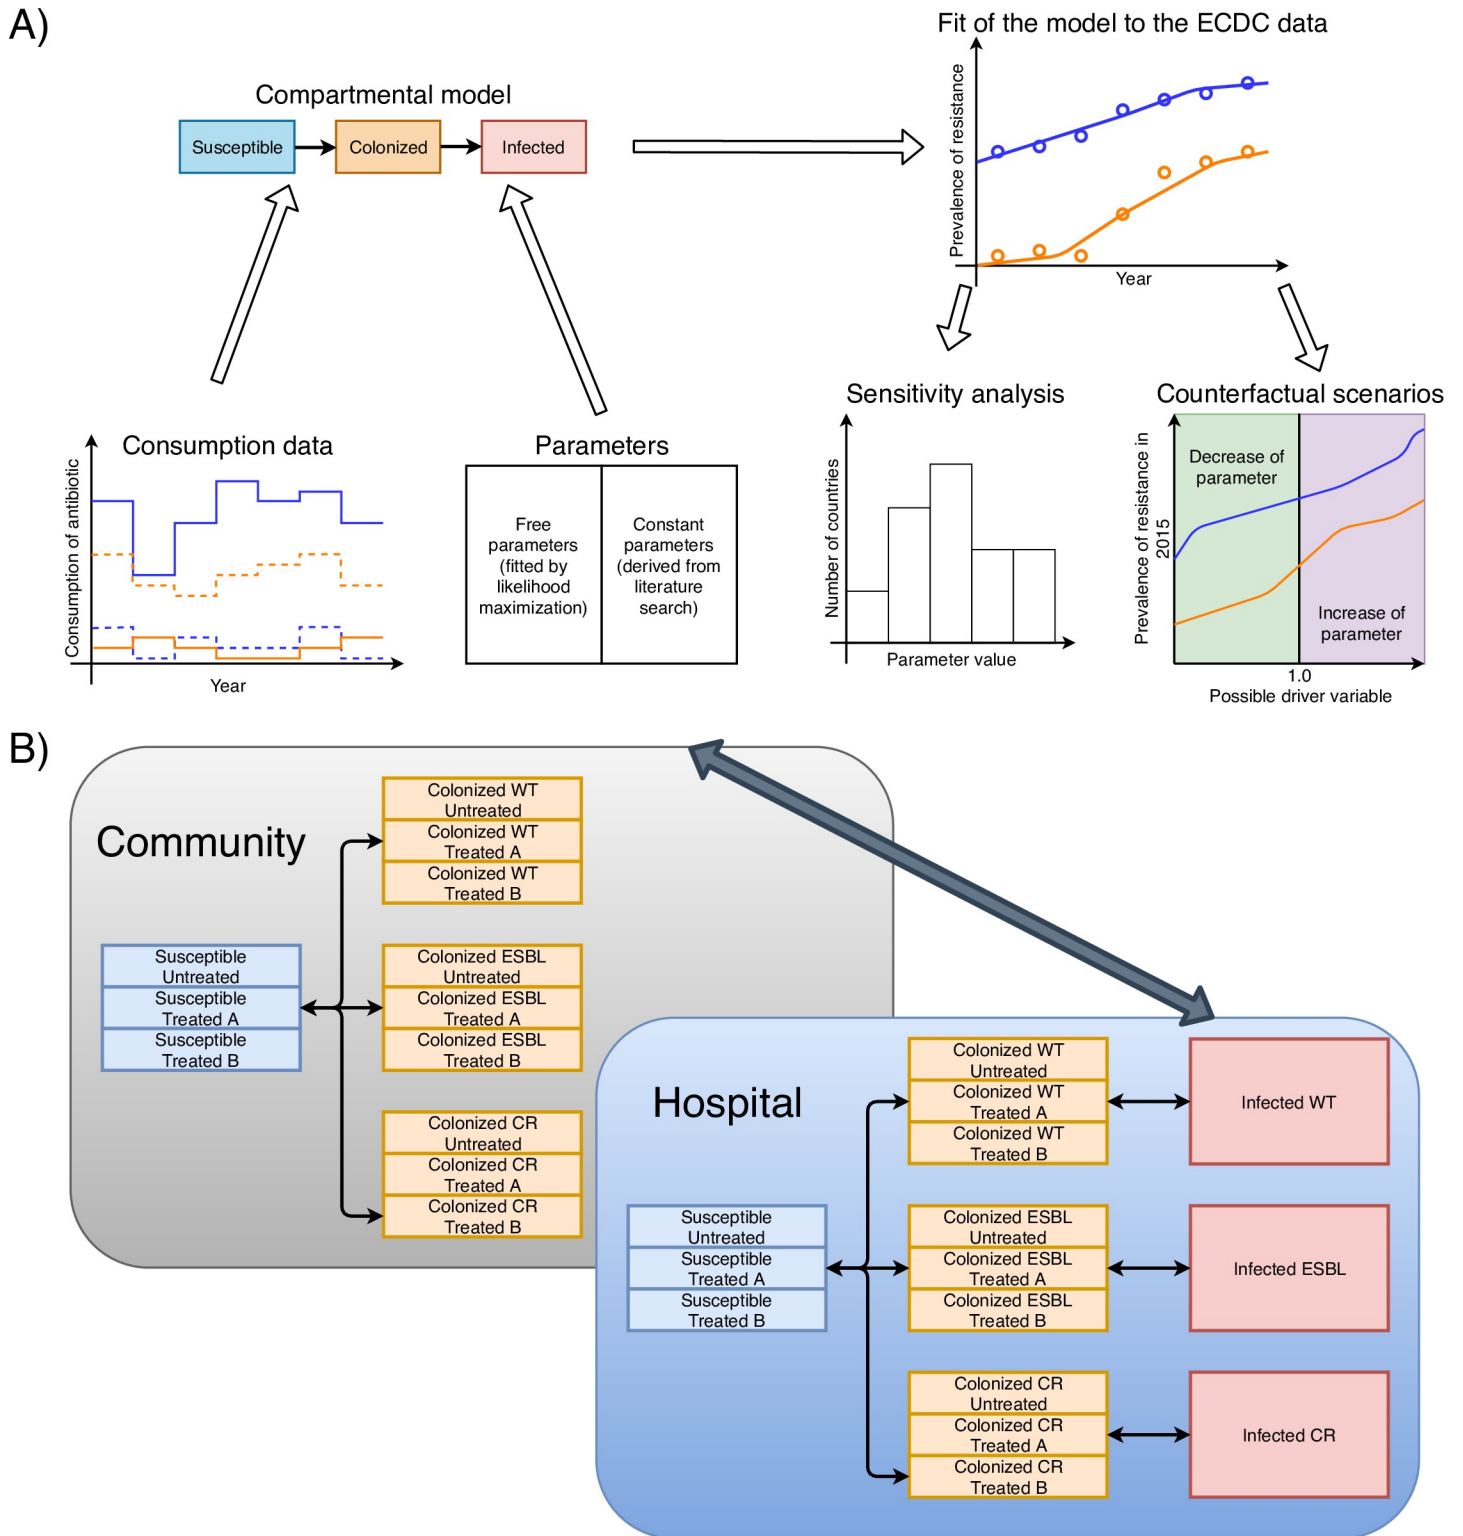 A)
Compartmental model
Susceptible
Colonized
Infected
Fit of the model to the ECDC data
Prevalence of resistance
Year
Consumption data
Consumption of antibiotic
Year
Parameters
Free
parameters
(fitted by
likelihood
maximization)
Constant
parameters
(derived from
literature
search)
Sensitivity analysis
Number of countries
Parameter value
Counterfactual scenarios
Prevalence of resistance in
2015
Decrease of
parameter
Increase of
parameter
1.0
Possible driver variable
B)
Community
Susceptible
Untreated
Susceptible
Treated A
Susceptible
Treated B
Colonized WT
Untreated
Colonized WT
Treated A
Colonized WT
Treated B
Colonized ESBL
Untreated
Colonized ESBL
Treated A
Colonized ESBL
Treated B
Colonized CR
Untreated
Colonized CR
Treated A
Colonized CR
Treated B
Hospital
Susceptible
Untreated
Susceptible
Treated A
Susceptible
Treated B
Colonized WT
Untreated
Colonized WT
Treated A
Colonized WT
Treated B
Infected WT
Colonized ESBL
Untreated
Colonized ESBL
Treated A
Colonized ESBL
Treated B
Infected ESBL
Colonized CR
Untreated
Colonized CR
Treated A
Colonized CR
Treated B
Infected CR